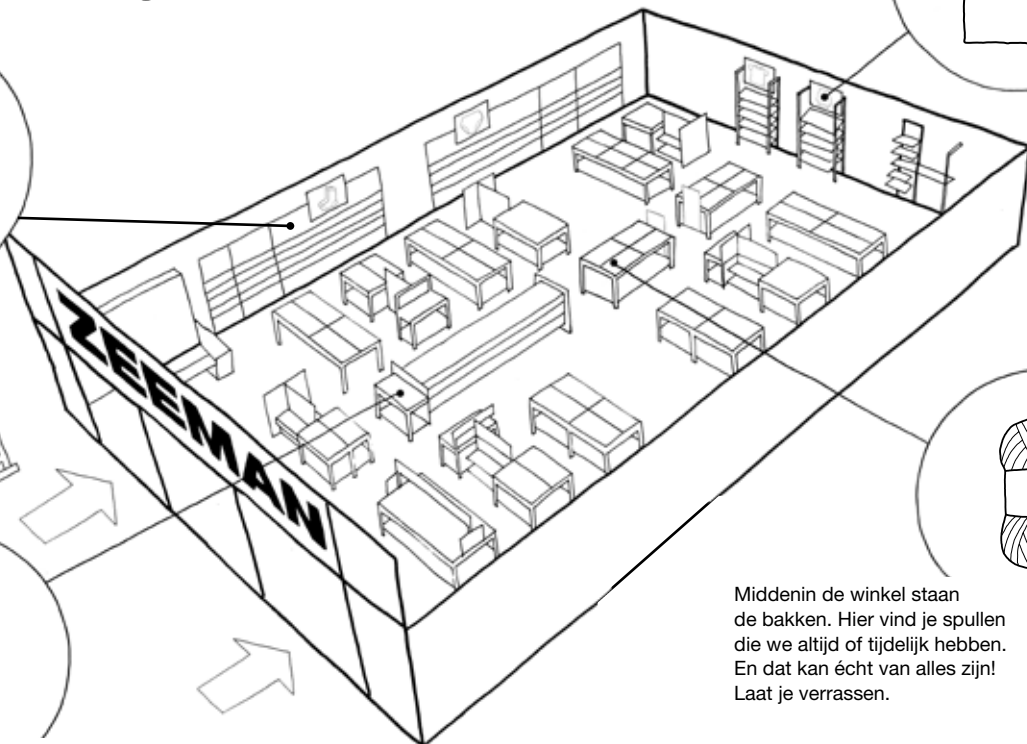 ZEEMAN
Middenin de winkel staan
de bakken. Hier vind je spullen
die we altijd of tijdelijk hebben.
En dat kan écht van alles zijn!
Laat je verrassen.